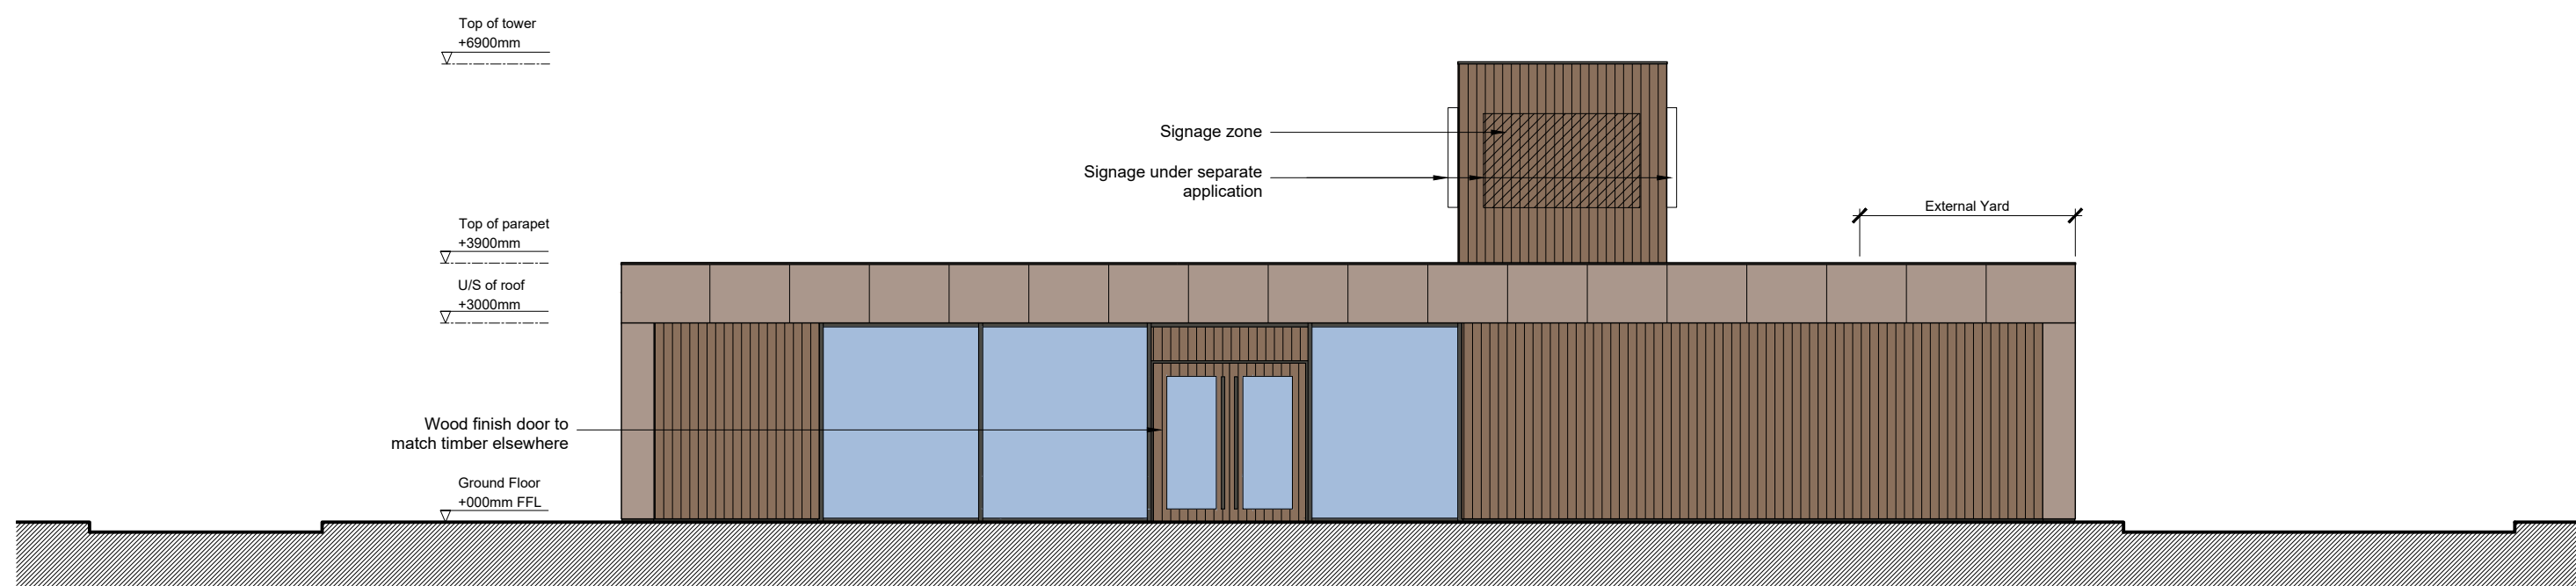 Top of tower
+6900mm
Signage zone
Signage under separate
application
External Yard
Top of parapet
+3900mm
U/S of roof
+3000mm
Wood finish door to
match timber elsewhere
Ground Floor
+000mm FFL